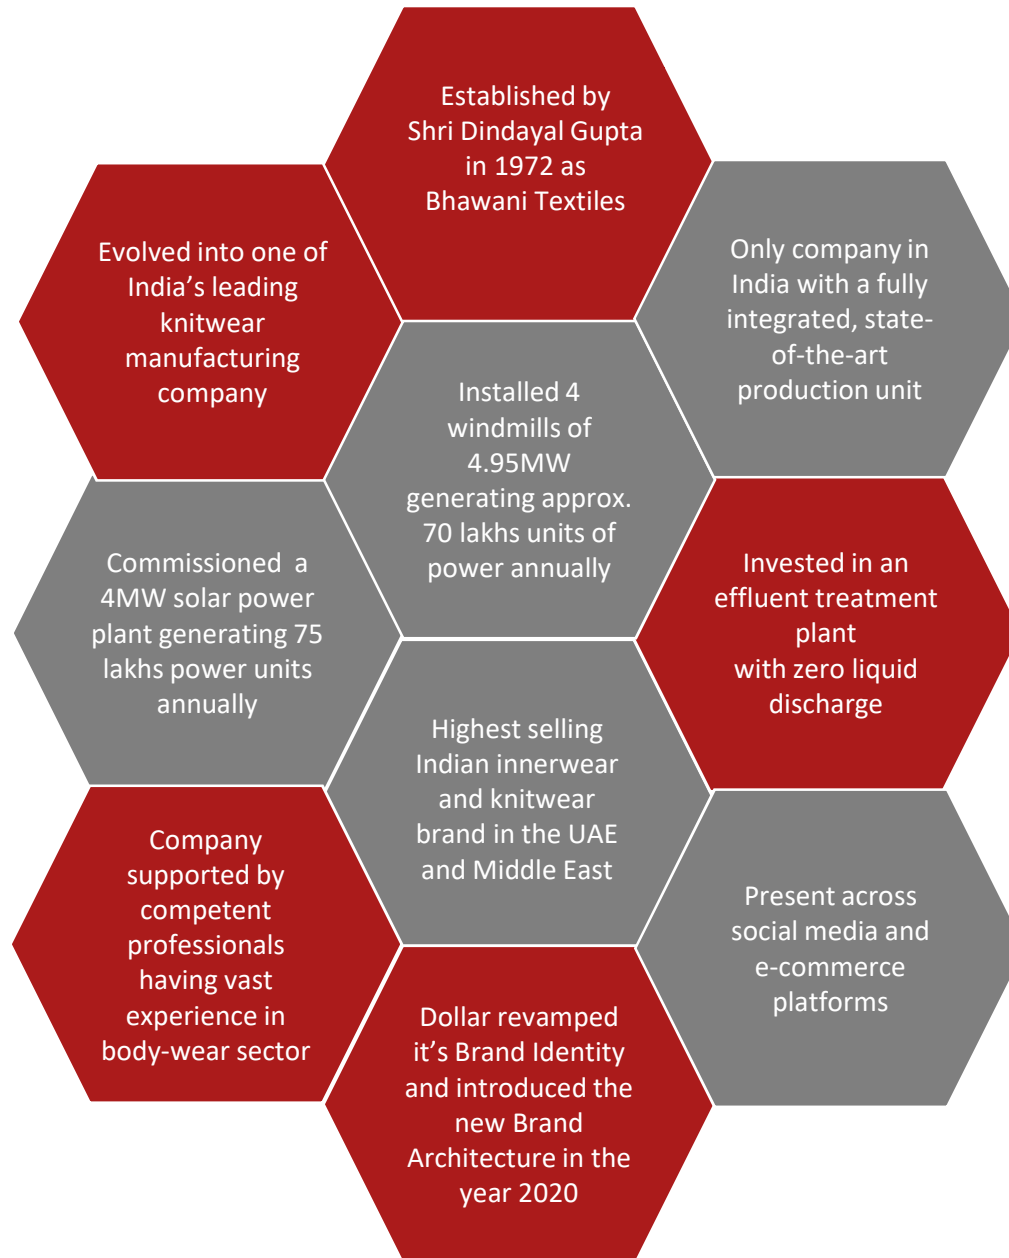 Established by
Shri Dindayal Gupta
in 1972 as
Bhawani Textiles
Evolved into one of
India’s leading
knitwear
manufacturing
company
Only company in
India with a fully
integrated, state-
of-the-art
production unit
Installed 4
windmills of
4.95MW
generating approx.
70 lakhs units of
power annually
Commissioned  a
4MW solar power
plant generating 75
lakhs power units
annually
Invested in an
effluent treatment
plant
with zero liquid
discharge
Highest selling
Indian innerwear
and knitwear
brand in the UAE
and Middle East
Company
supported by
competent
professionals
having vast
experience in
body-wear sector
Present across
social media and
e-commerce
platforms
Dollar revamped
it’s Brand Identity
and introduced the
new Brand
Architecture in the
year 2020